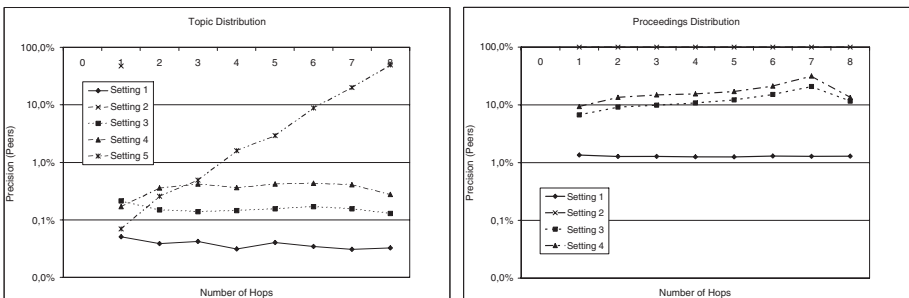 Topic Distribution
100,0%
10,0%
1,0%
0,1%
0,0%
0 1 2 3 4 5 6 7 8
Setting 1
Setting 2
Setting 3
Setting 4
Setting 5
Precision (Peers)
Number of Hops
Proceedings Distribution
100,0%
10,0%
1,0%
0,1%
0,0%
0 1 2 3 4 5 6 7 8
Setting 1
Setting 2
Setting 3
Setting 4
Precision (Peers)
Number of Hops